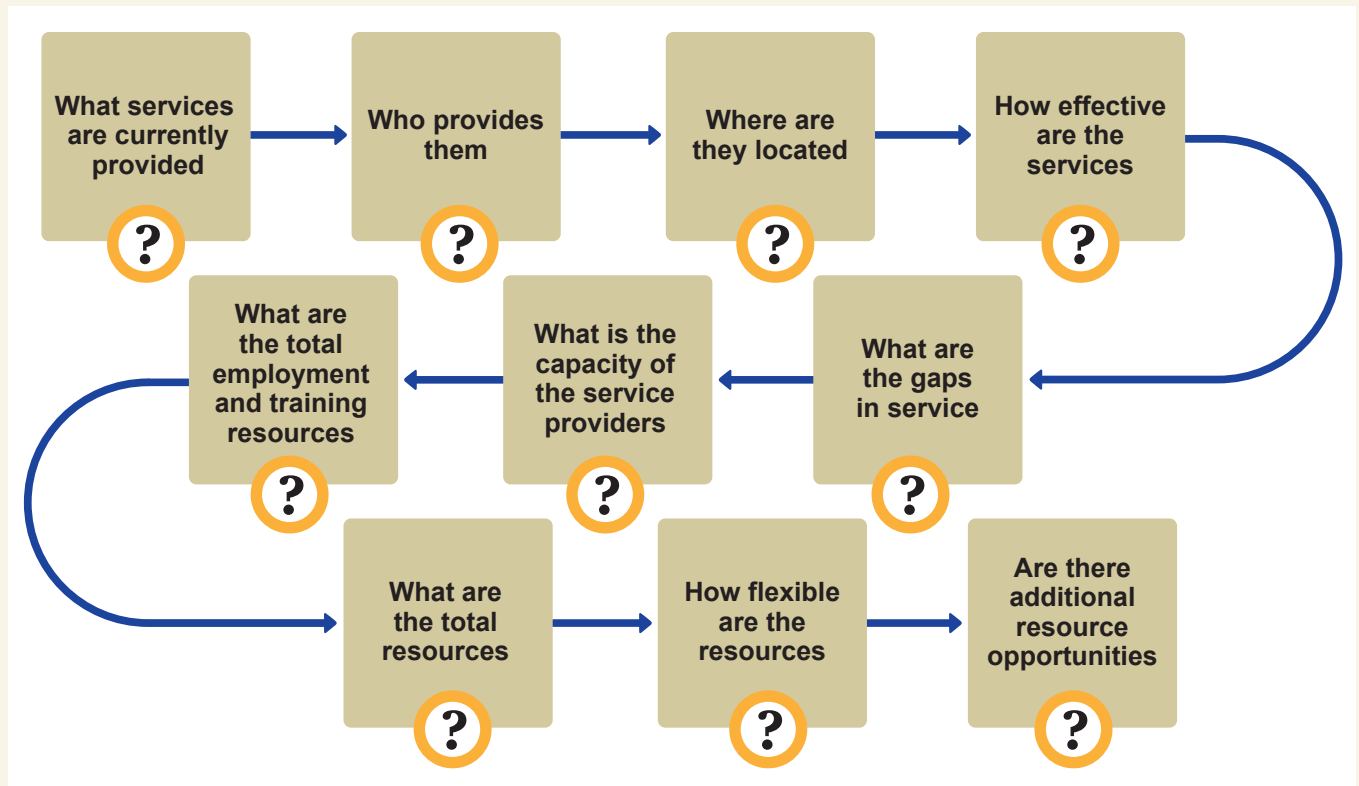 What services
are currently
provided
?
Who provides
them
?
Where are
they located
?
How effective
are the
services
?
What are
the gaps
in service
?
What is the
capacity of
the service
providers
?
What are
the total
employment
and training
resources
?
What are
the total
resources
?
How flexible
are the
resources
?
Are there
additional
resource
opportunities
?